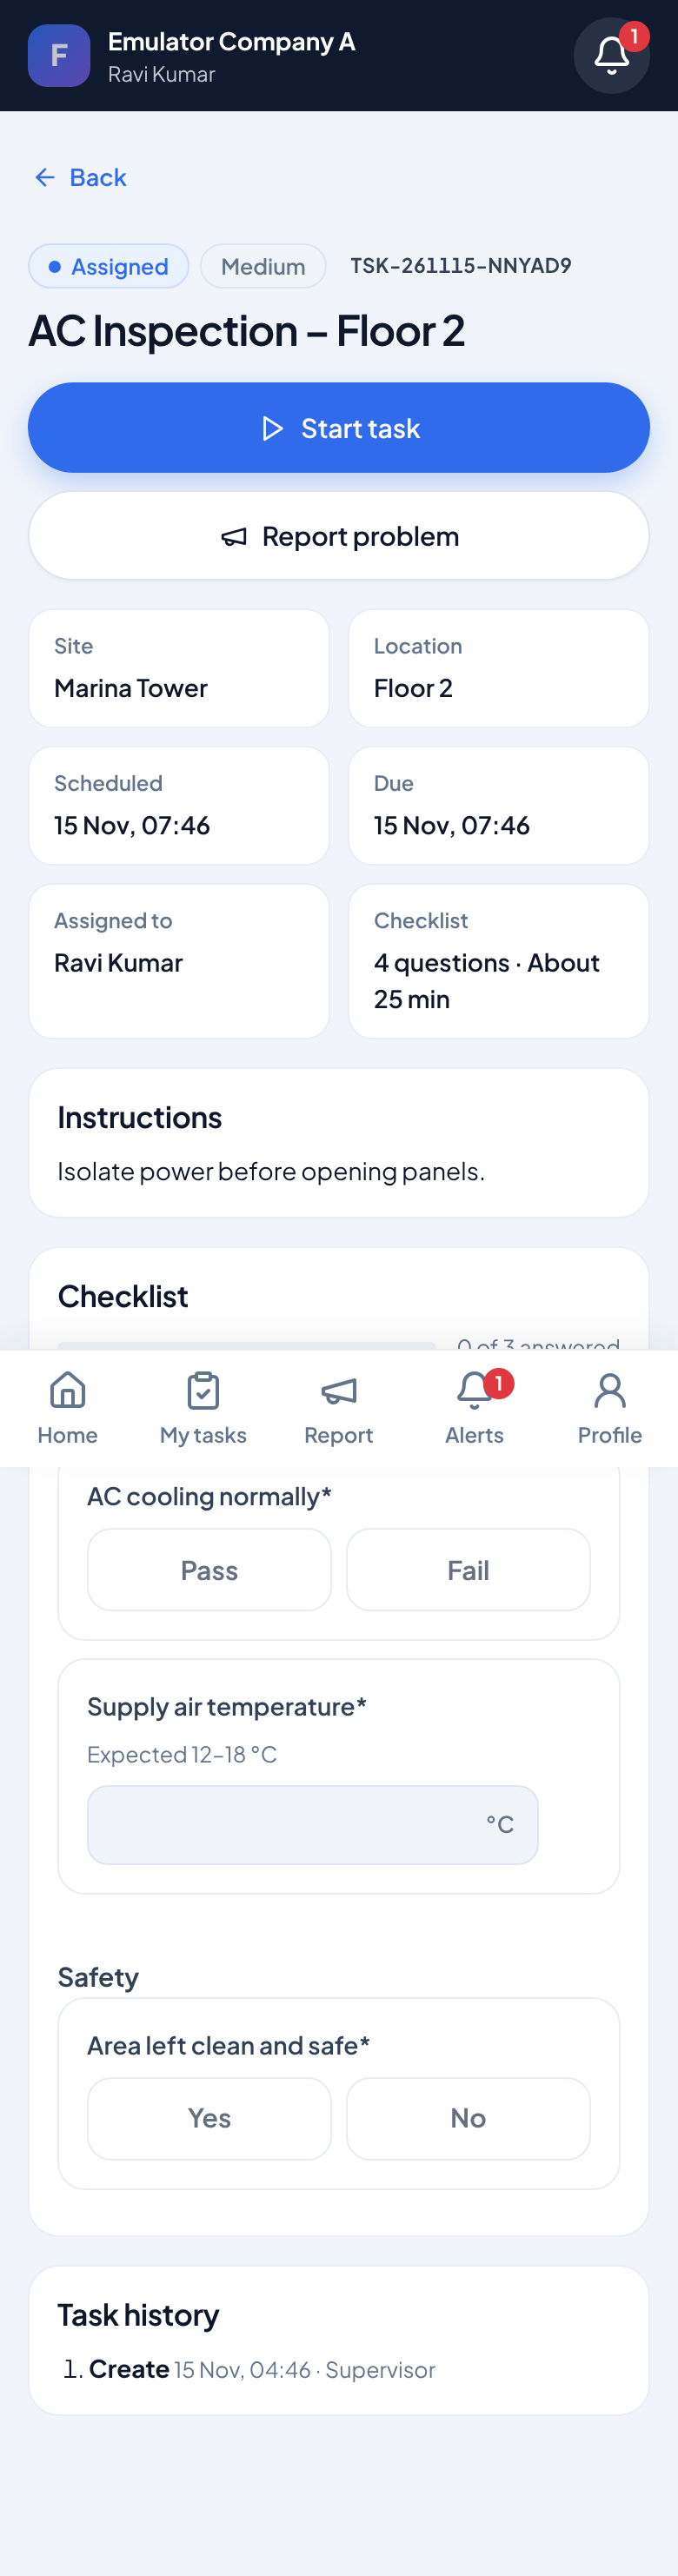 F
Emulator Company A
Ravi Kumar
1
Back
Assigned
Medium
TSK-261115-NNYAD9
AC Inspection – Floor 2
Start task
Report problem
Site
Marina Tower
Location
Floor 2
Scheduled
15 Nov, 07:46
Due
15 Nov, 07:46
Assigned to
Ravi Kumar
Checklist
4 questions · About
25 min
Instructions
Isolate power before opening panels.
Checklist
0 of 3 answered
Home
My tasks
Report
1
Alerts
Profile
AC cooling normally*
Pass
Fail
Supply air temperature*
Expected 12–18 °C
°C
Safety
Area left clean and safe*
Yes
No
Task history
1. Create 15 Nov, 04:46 · Supervisor